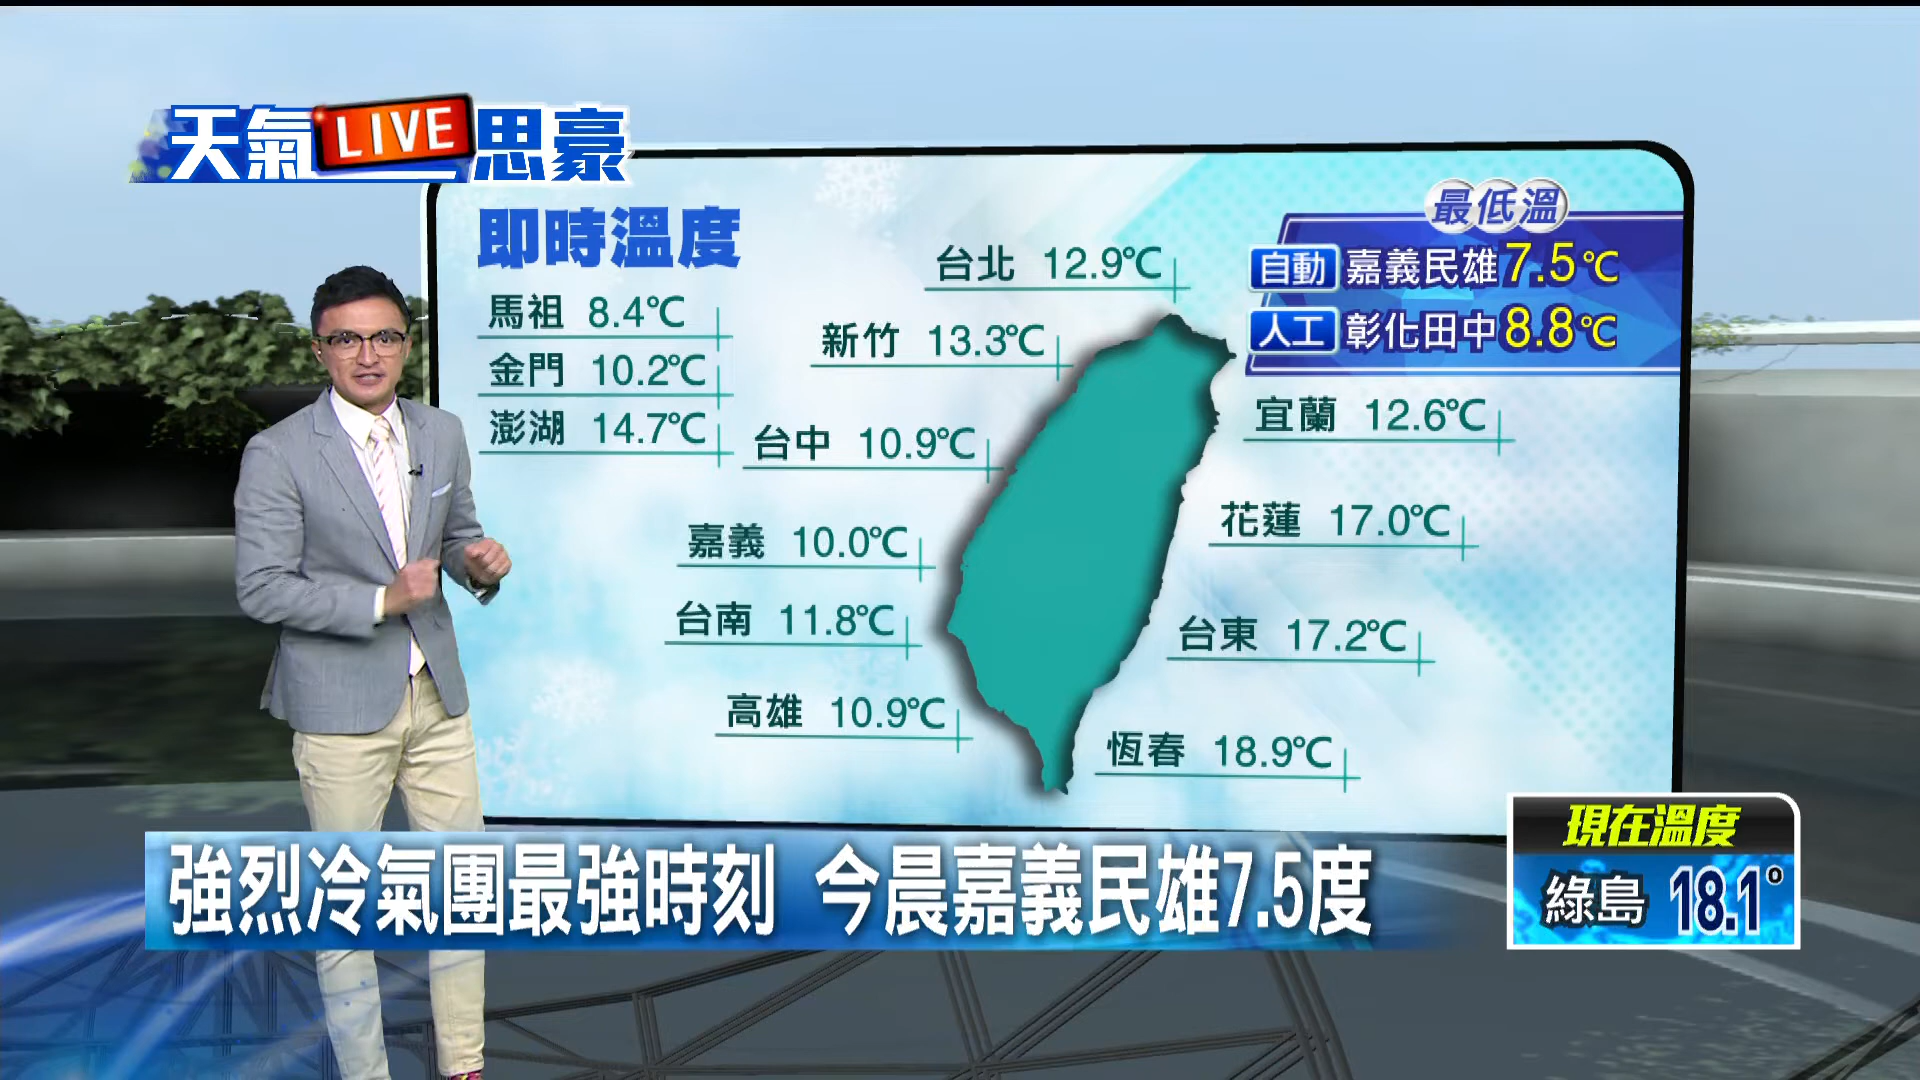 天氣LIVE思豪
即時溫度
馬祖 8.4℃
金門 10.2℃
澎湖 14.7℃
台北 12.9℃
新竹 13.3℃
台中 10.9℃
嘉義 10.0℃
台南 11.8℃
高雄 10.9℃
最低溫
自動 嘉義民雄7.5℃
人工 彰化田中8.8℃
宜蘭 12.6℃
花蓮 17.0℃
台東 17.2℃
恆春 18.9℃
強烈冷氣團最強時刻 今晨嘉義民雄7.5度
現在溫度
綠島 18.1°